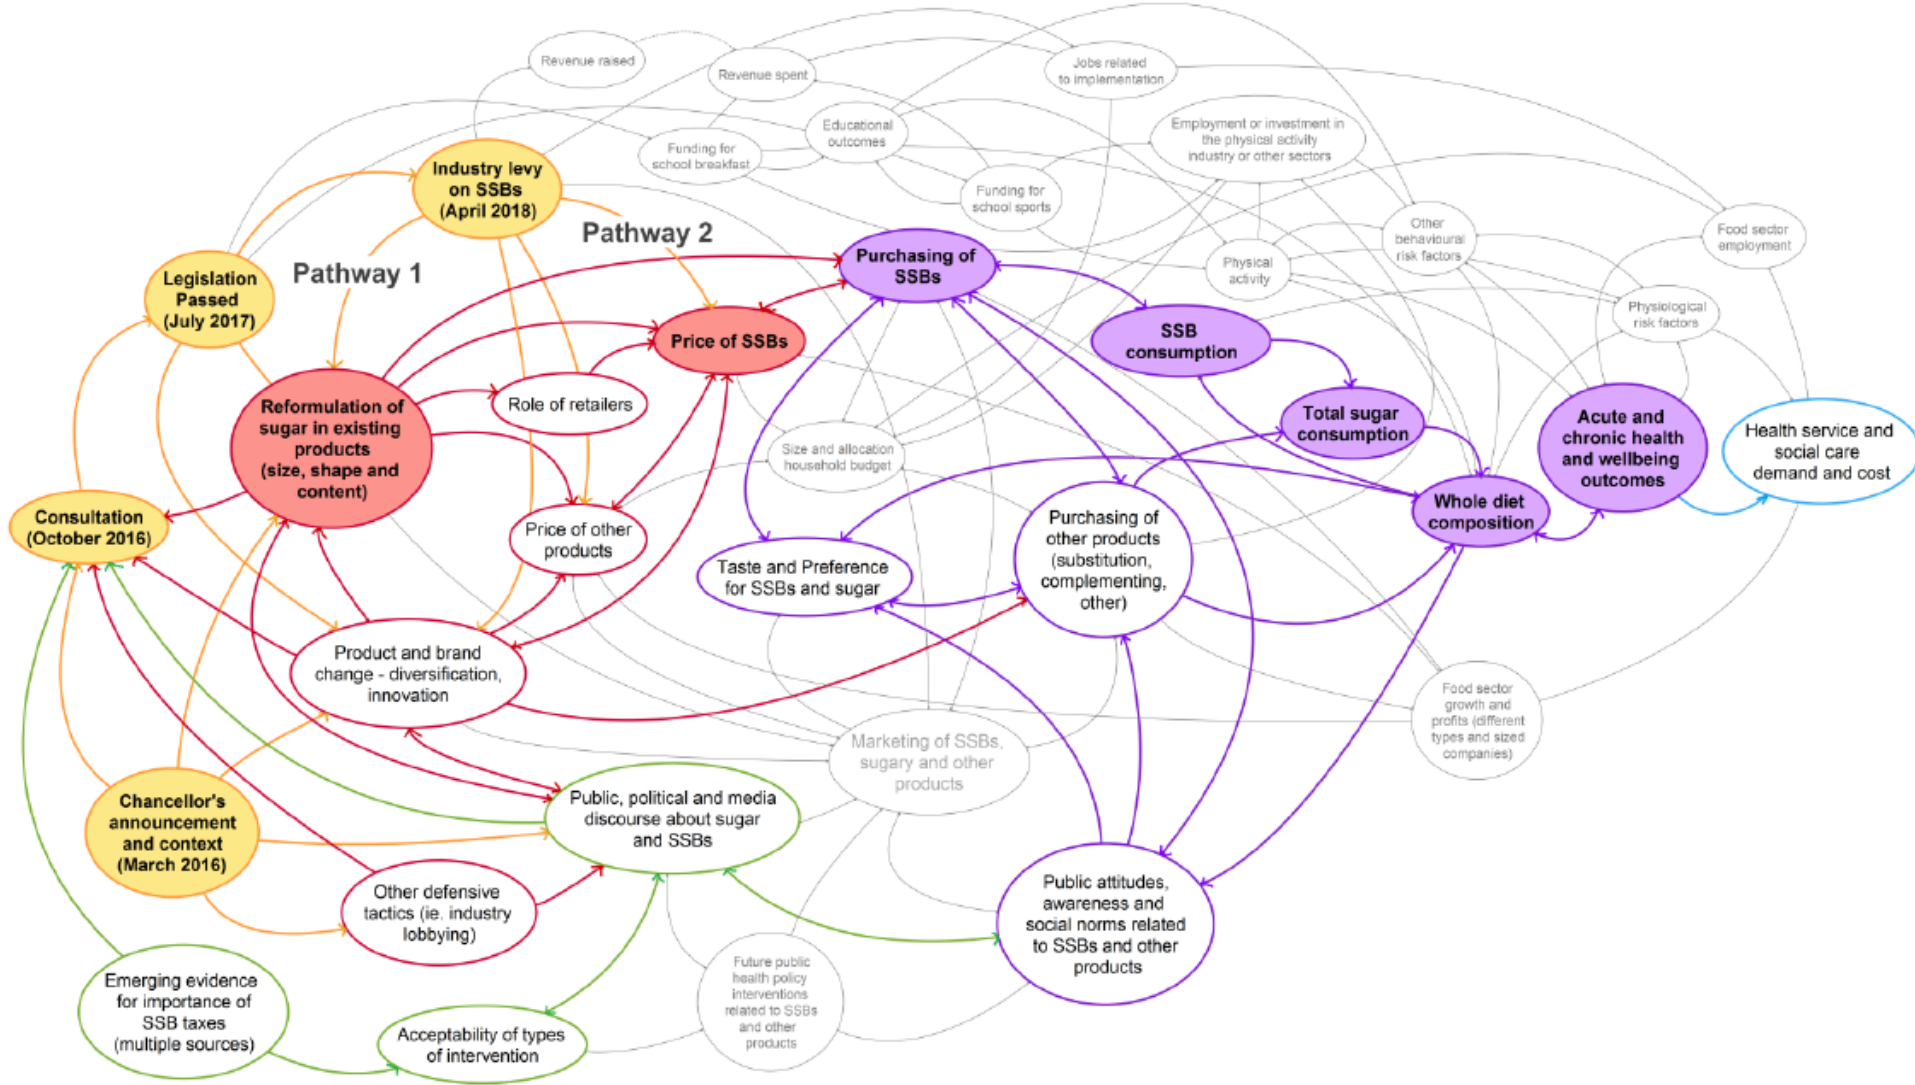 Revenue raised
Revenue spent
Jobs related
to implementation
Educational
outcomes
Employment or investment in
the physical activity
industry or other sectors
Funding for
school breakfast
Industry levy
on SSBs
(April 2018)
Funding for
school sports
Pathway 2
Other
behavioural
risk factors
Food sector
employment
Pathway 1
Purchasing of
SSBs
Physical
activity
Legislation
Passed
(July 2017)
Physiological
risk factors
Price of SSBs
SSB
consumption
Reformulation of
sugar in existing
products
(size, shape and
content)
Role of retailers
Total sugar
consumption
Acute and
chronic health
and wellbeing
outcomes
Health service and
social care
demand and cost
Size and allocation
household budget
Consultation
(October 2016)
Price of other
products
Whole diet
composition
Purchasing of
other products
(substitution,
complementing,
other)
Taste and Preference
for SSBs and sugar
Product and brand
change - diversification,
innovation
Food sector
growth and
profits (different
types and sized
companies)
Marketing of SSBs,
sugary and other
products
Chancellor's
announcement
and context
(March 2016)
Public, political and media
discourse about sugar
and SSBs
Other defensive
tactics (ie. industry
lobbying)
Public attitudes,
awareness and
social norms related
to SSBs and other
products
Emerging evidence
for importance of
SSB taxes
(multiple sources)
Future public
health policy
interventions
related to SSBs
and other
products
Acceptability of types
of intervention